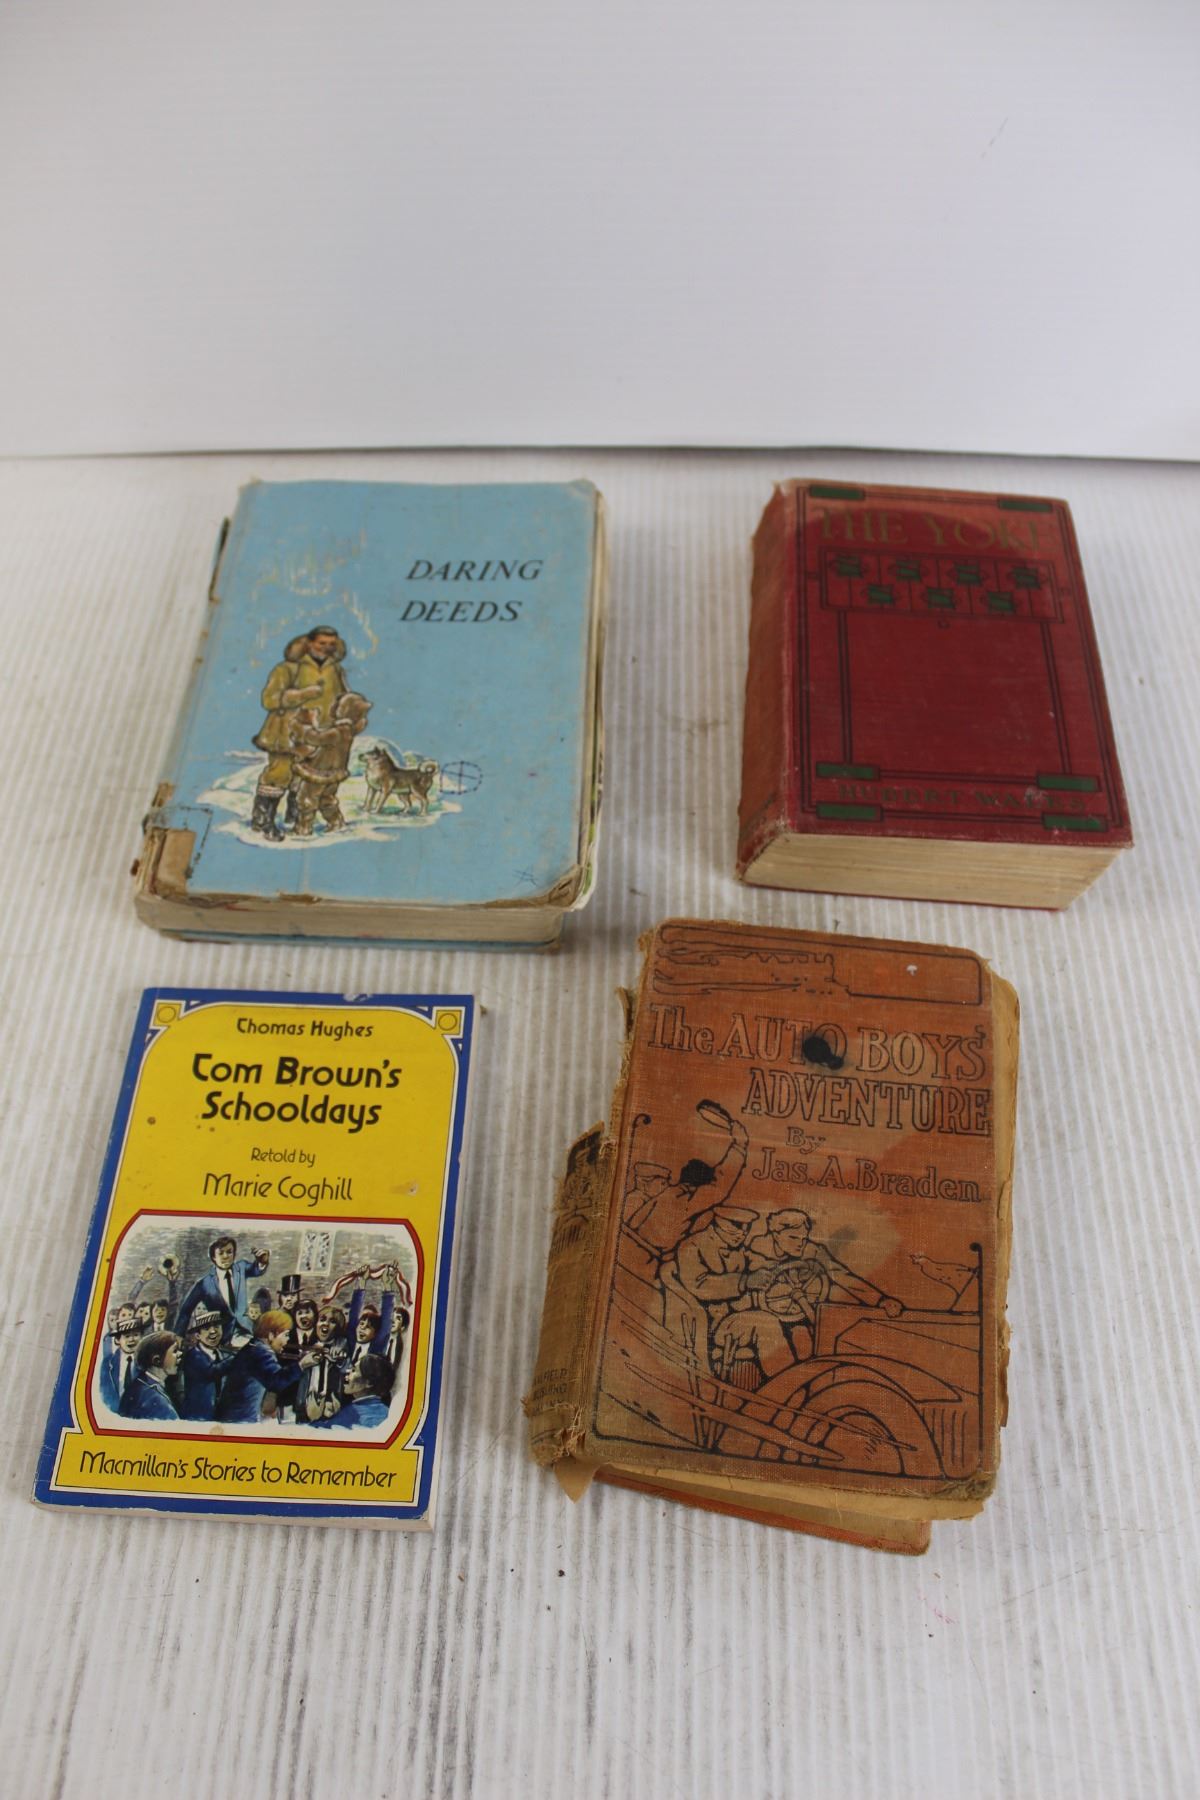 DARING
DEEDS
THE YOKE
HUBERT WALES
Thomas Hughes
Tom Brown's
Schooldays
Retold by
Marie Coghill
Macmillan's Stories to Remember
The AUTO BOYS'
ADVENTURE
By
Jas. A. Braden